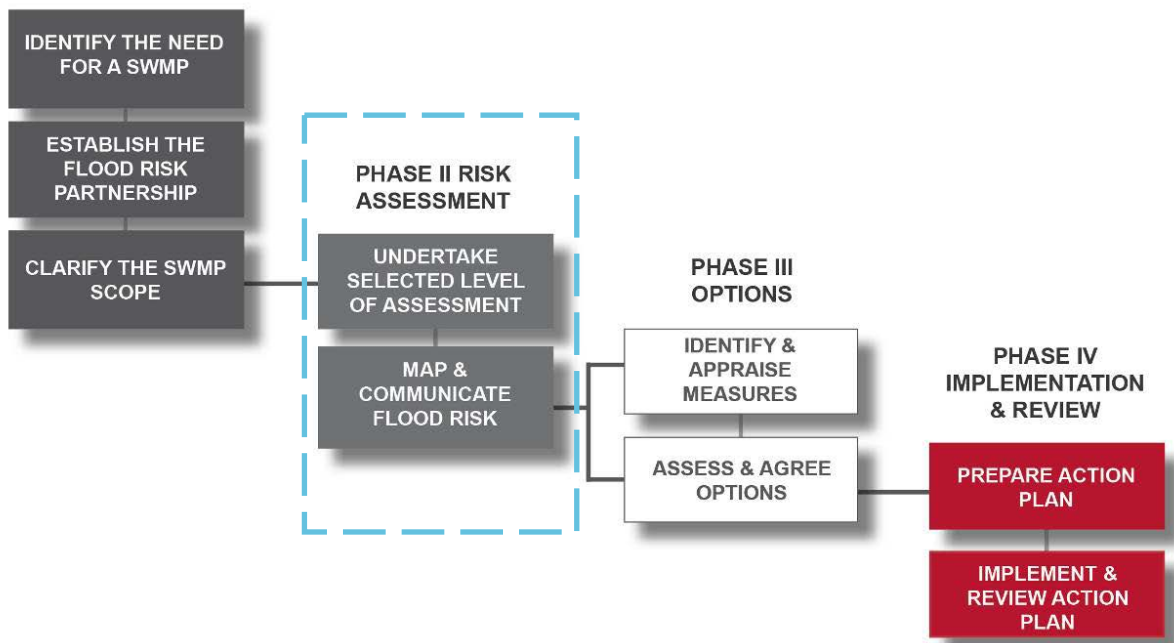 IDENTIFY THE NEED
FOR A SWMP
ESTABLISH THE
FLOOD RISK
PARTNERSHIP
CLARIFY THE SWMP
SCOPE
PHASE II RISK
ASSESSMENT
UNDERTAKE
SELECTED LEVEL
OF ASSESSMENT
MAP &
COMMUNICATE
FLOOD RISK
PHASE III
OPTIONS
IDENTIFY &
APPRAISE
MEASURES
ASSESS & AGREE
OPTIONS
PHASE IV
IMPLEMENTATION
& REVIEW
PREPARE ACTION
PLAN
IMPLEMENT &
REVIEW ACTION
PLAN